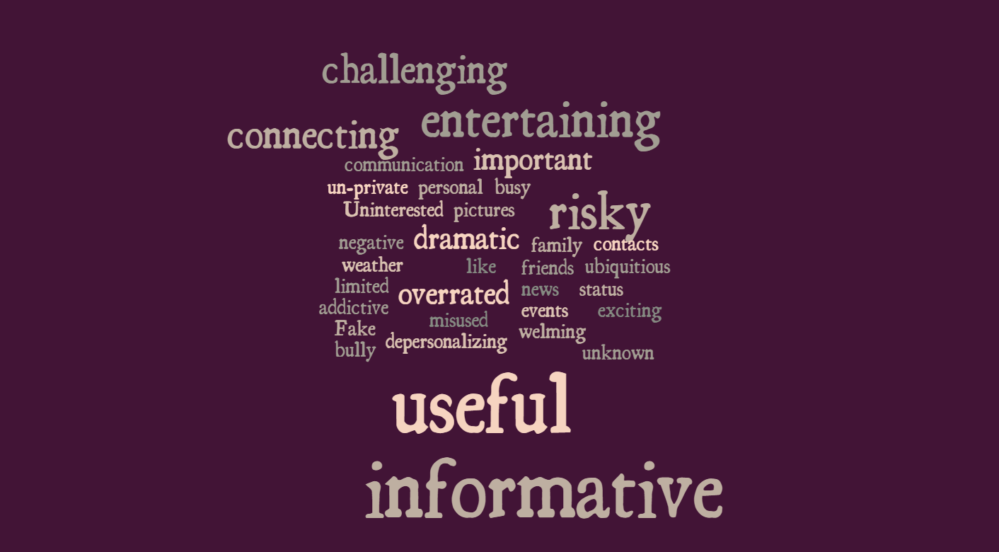 challenging
entertaining
connecting
communication important
un-private personal busy
Uninterested pictures
risky
negative dramatic family contacts
weather like friends ubiquitious
limited overrated news status
addictive misused events exciting
Fake depersonalizing welming
bully unknown
useful
informative